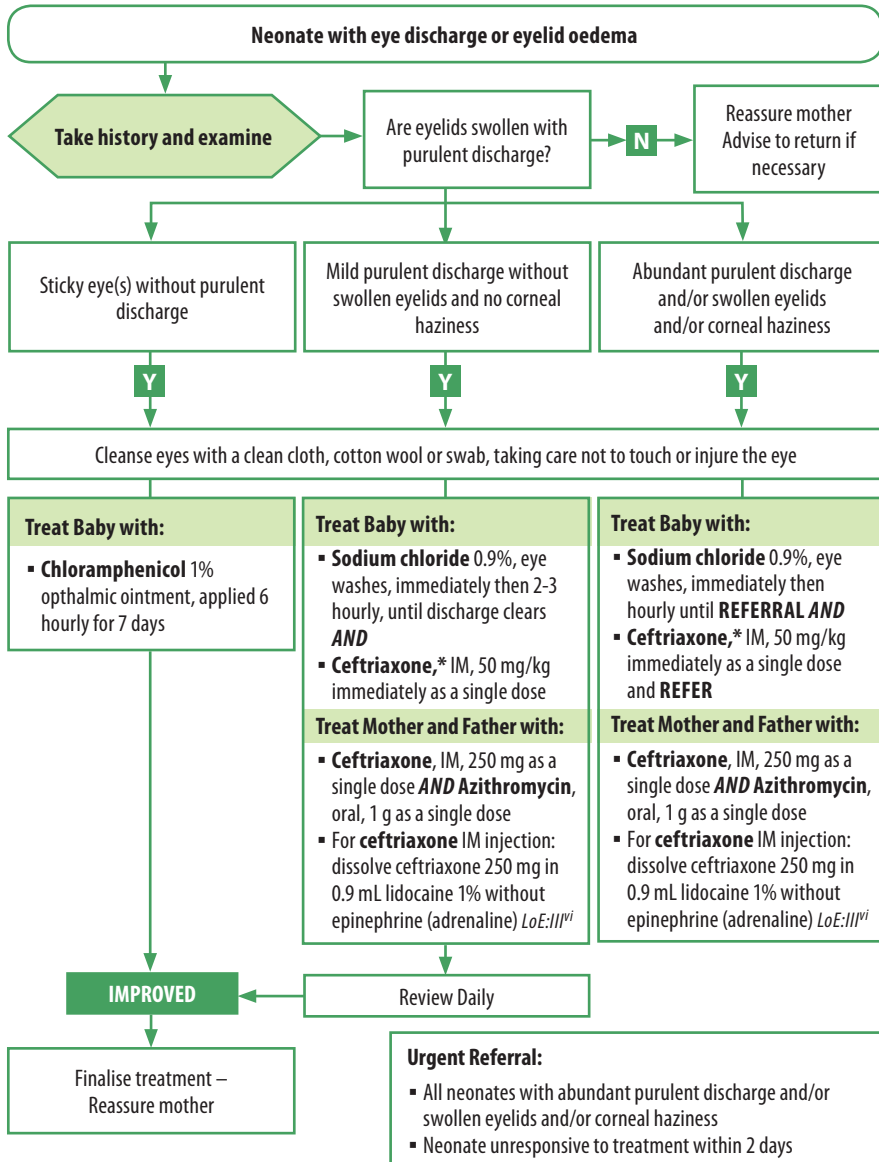 Neonate with eye discharge or eyelid oedema
Take history and examine
Are eyelids swollen with
purulent discharge?
N
Reassure mother
Advise to return if
necessary
Sticky eye(s) without purulent
discharge
Mild purulent discharge without
swollen eyelids and no corneal
haziness
Abundant purulent discharge
and/or swollen eyelids
and/or corneal haziness
Y
Y
Y
Cleanse eyes with a clean cloth, cotton wool or swab, taking care not to touch or injure the eye
Treat Baby with:
▪ Chloramphenicol 1%
opthalmic ointment, applied 6
hourly for 7 days
Treat Baby with:
▪ Sodium chloride 0.9%, eye
washes, immediately then 2-3
hourly, until discharge clears
AND
▪ Ceftriaxone,* IM, 50 mg/kg
immediately as a single dose
Treat Mother and Father with:
▪ Ceftriaxone, IM, 250 mg as a
single dose AND Azithromycin,
oral, 1 g as a single dose
▪ For ceftriaxone IM injection:
dissolve ceftriaxone 250 mg in
0.9 mL lidocaine 1% without
epinephrine (adrenaline) LoE:IIIvi
Treat Baby with:
▪ Sodium chloride 0.9%, eye
washes, immediately then
hourly until REFERRAL AND
▪ Ceftriaxone,* IM, 50 mg/kg
immediately as a single dose
and REFER
Treat Mother and Father with:
▪ Ceftriaxone, IM, 250 mg as a
single dose AND Azithromycin,
oral, 1 g as a single dose
▪ For ceftriaxone IM injection:
dissolve ceftriaxone 250 mg in
0.9 mL lidocaine 1% without
epinephrine (adrenaline) LoE:IIIvi
IMPROVED
Review Daily
Finalise treatment –
Reassure mother
Urgent Referral:
▪ All neonates with abundant purulent discharge and/or
swollen eyelids and/or corneal haziness
▪ Neonate unresponsive to treatment within 2 days